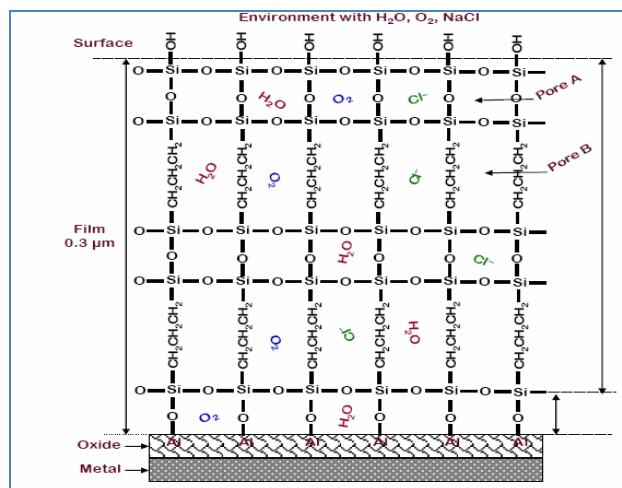 Environment with H₂O, O₂, NaCl
OH OH OH OH OH OH
Surface
O–Si–O–Si–O–Si–O–Si–O–Si–O–Si–
O H₂O O O O₂ O Cl⁻ O O Pore A
O–Si–O–Si–O–Si–O–Si–O–Si–O–Si–
Pore B
CH₂CH₂CH₂ H₂O CH₂CH₂CH₂ O₂ CH₂CH₂CH₂ CH₂CH₂CH₂ Cl⁻ CH₂CH₂CH₂ CH₂CH₂CH₂
Film
0.3 µm
O–Si–O–Si–O–Si–O–Si–O–Si–O–Si–
O O O H₂O O O Cl⁻ O
O–Si–O–Si–O–Si–O–Si–O–Si–O–Si–
CH₂CH₂CH₂ CH₂CH₂CH₂ O₂ CH₂CH₂CH₂ Cl⁻ CH₂CH₂CH₂ H₂O CH₂CH₂CH₂ CH₂CH₂CH₂
O–Si–O–Si–O–Si–O–Si–O–Si–O–Si–
O O₂ O O H₂O O O O
Al Al Al Al Al Al
Oxide
Metal